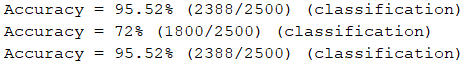 Accuracy = 95.52% (2388/2500) (classification)
Accuracy = 72% (1800/2500) (classification)
Accuracy = 95.52% (2388/2500) (classification)